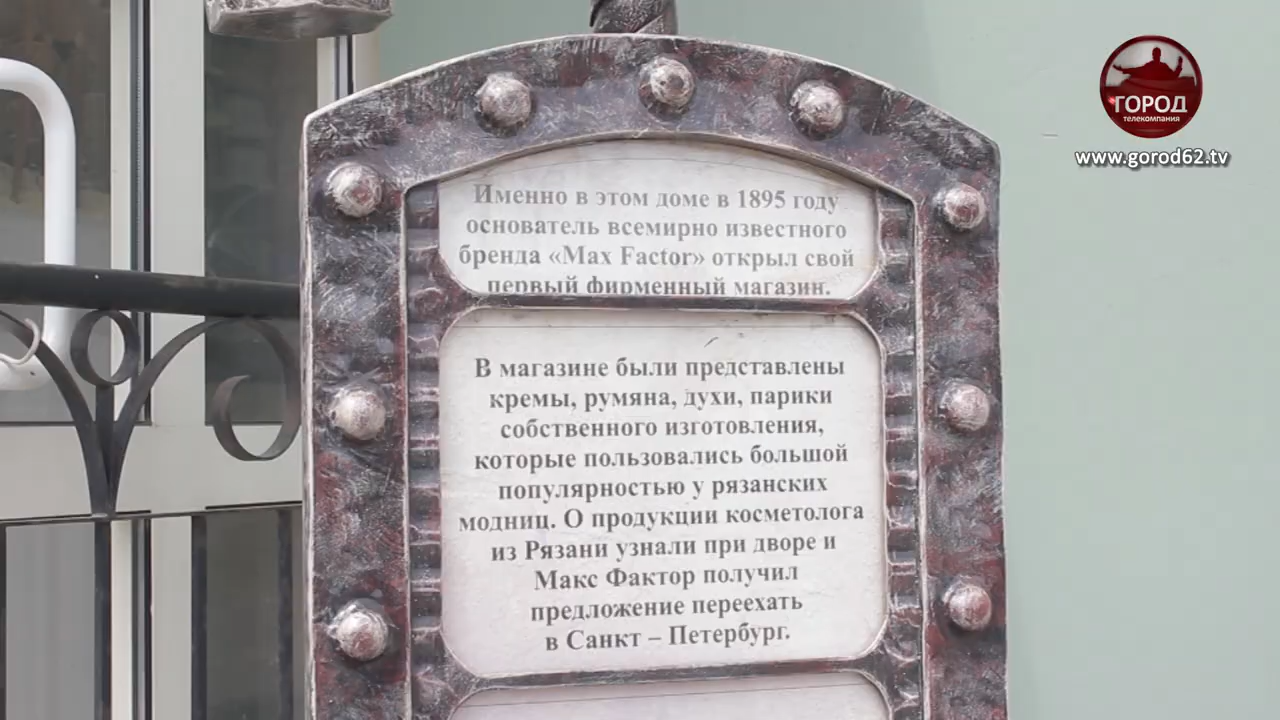 ГОРОД
телекомпания
www.gorod62.tv
Именно в этом доме в 1895 году
основатель всемирно известного
бренда «Max Factor» открыл свой
первый фирменный магазин.
В магазине были представлены
кремы, румяна, духи, парики
собственного изготовления,
которые пользовались большой
популярностью у рязанских
модниц. О продукции косметолога
из Рязани узнали при дворе и
Макс Фактор получил
предложение переехать
в Санкт – Петербург.